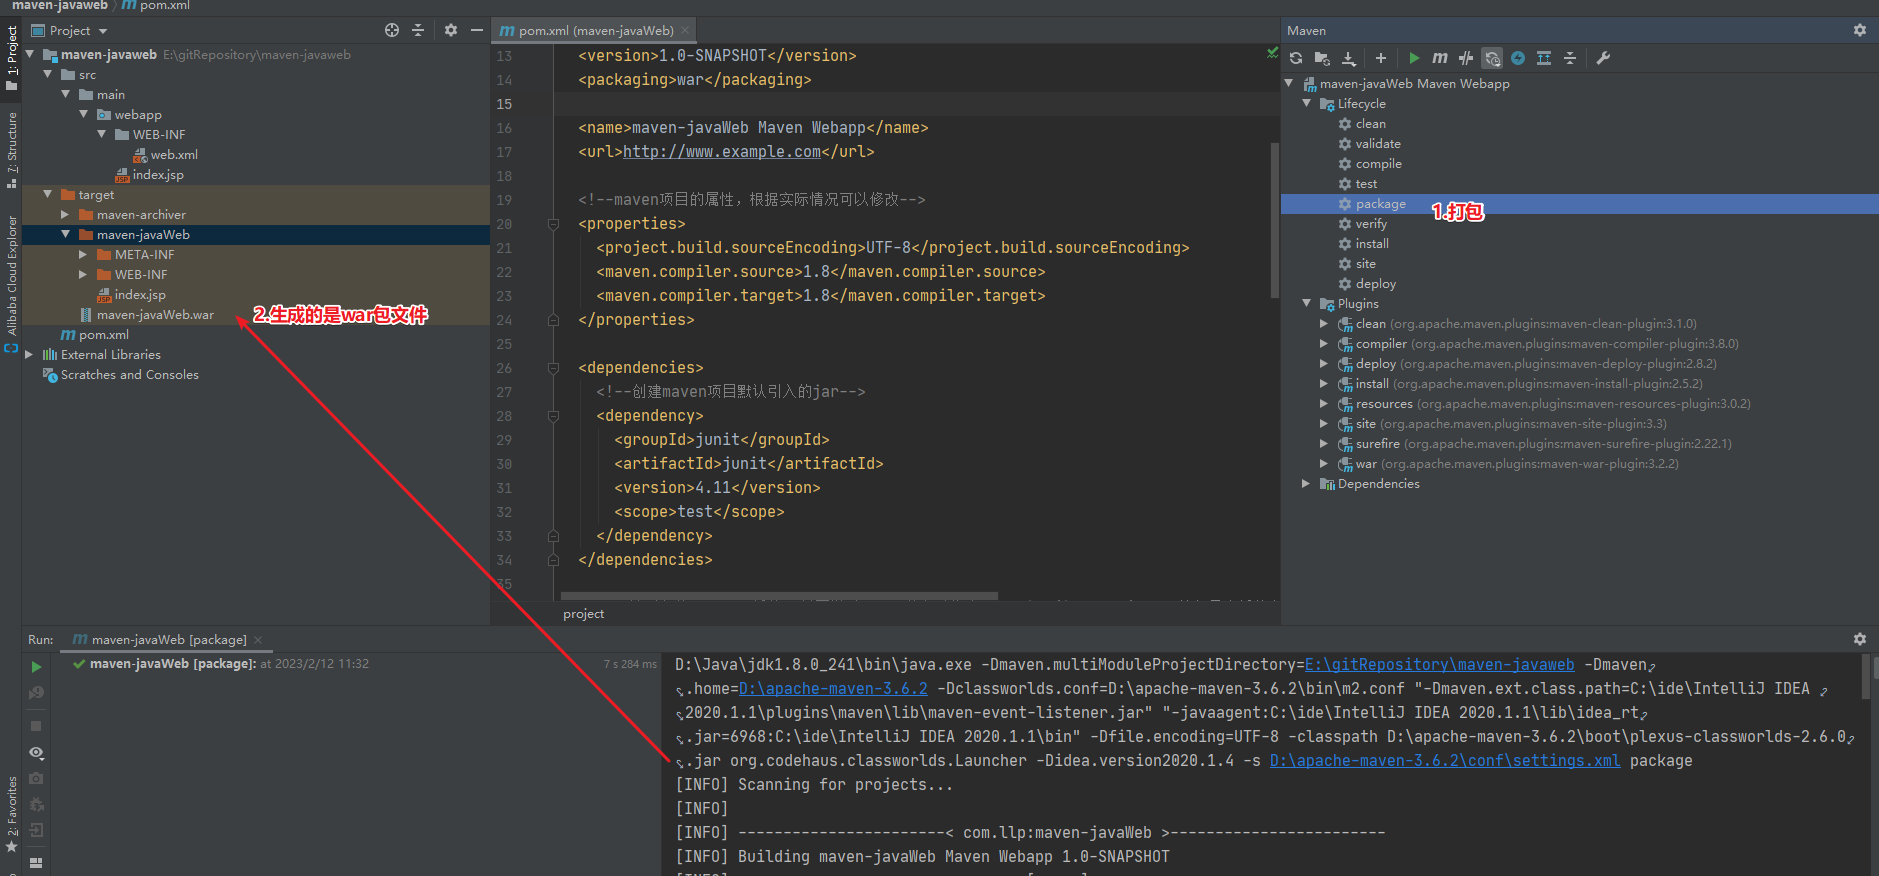 maven-javaweb 〉 m pom.xml
Project
maven-javaweb E:\gitRepository\maven-javaweb
src
main
webapp
WEB-INF
web.xml
index.jsp
target
maven-archiver
maven-javaWeb
META-INF
WEB-INF
index.jsp
maven-javaWeb.war
2.生成的是war包文件
pom.xml
External Libraries
Scratches and Consoles
1: Project
7: Structure
Alibaba Cloud Explorer
2: Favorites
pom.xml (maven-javaWeb)
13 <version>1.0-SNAPSHOT</version>
14 <packaging>war</packaging>
15
16 <name>maven-javaWeb Maven Webapp</name>
17 <url>http://www.example.com</url>
18
19 <!--maven项目的属性，根据实际情况可以修改-->
20 <properties>
21 <project.build.sourceEncoding>UTF-8</project.build.sourceEncoding>
22 <maven.compiler.source>1.8</maven.compiler.source>
23 <maven.compiler.target>1.8</maven.compiler.target>
24 </properties>
25
26 <dependencies>
27 <!--创建maven项目默认引入的jar-->
28 <dependency>
29 <groupId>junit</groupId>
30 <artifactId>junit</artifactId>
31 <version>4.11</version>
32 <scope>test</scope>
33 </dependency>
34 </dependencies>
35
project
Maven
maven-javaWeb Maven Webapp
Lifecycle
clean
validate
compile
test
package
1.打包
verify
install
site
deploy
Plugins
clean (org.apache.maven.plugins:maven-clean-plugin:3.1.0)
compiler (org.apache.maven.plugins:maven-compiler-plugin:3.8.0)
deploy (org.apache.maven.plugins:maven-deploy-plugin:2.8.2)
install (org.apache.maven.plugins:maven-install-plugin:2.5.2)
resources (org.apache.maven.plugins:maven-resources-plugin:3.0.2)
site (org.apache.maven.plugins:maven-site-plugin:3.3)
surefire (org.apache.maven.plugins:maven-surefire-plugin:2.22.1)
war (org.apache.maven.plugins:maven-war-plugin:3.2.2)
Dependencies
Run: maven-javaWeb [package]
maven-javaWeb [package]: at 2023/2/12 11:32 7 s 284 ms
D:\Java\jdk1.8.0_241\bin\java.exe -Dmaven.multiModuleProjectDirectory=E:\gitRepository\maven-javaweb -Dmaven
.home=D:\apache-maven-3.6.2 -Dclassworlds.conf=D:\apache-maven-3.6.2\bin\m2.conf "-Dmaven.ext.class.path=C:\ide\IntelliJ IDEA
2020.1.1\plugins\maven\lib\maven-event-listener.jar" "-javaagent:C:\ide\IntelliJ IDEA 2020.1.1\lib\idea_rt
.jar=6968:C:\ide\IntelliJ IDEA 2020.1.1\bin" -Dfile.encoding=UTF-8 -classpath D:\apache-maven-3.6.2\boot\plexus-classworlds-2.6.0
.jar org.codehaus.classworlds.Launcher -Didea.version2020.1.4 -s D:\apache-maven-3.6.2\conf\settings.xml package
[INFO] Scanning for projects...
[INFO]
[INFO] -----------------------< com.llp:maven-javaWeb >------------------------
[INFO] Building maven-javaWeb Maven Webapp 1.0-SNAPSHOT